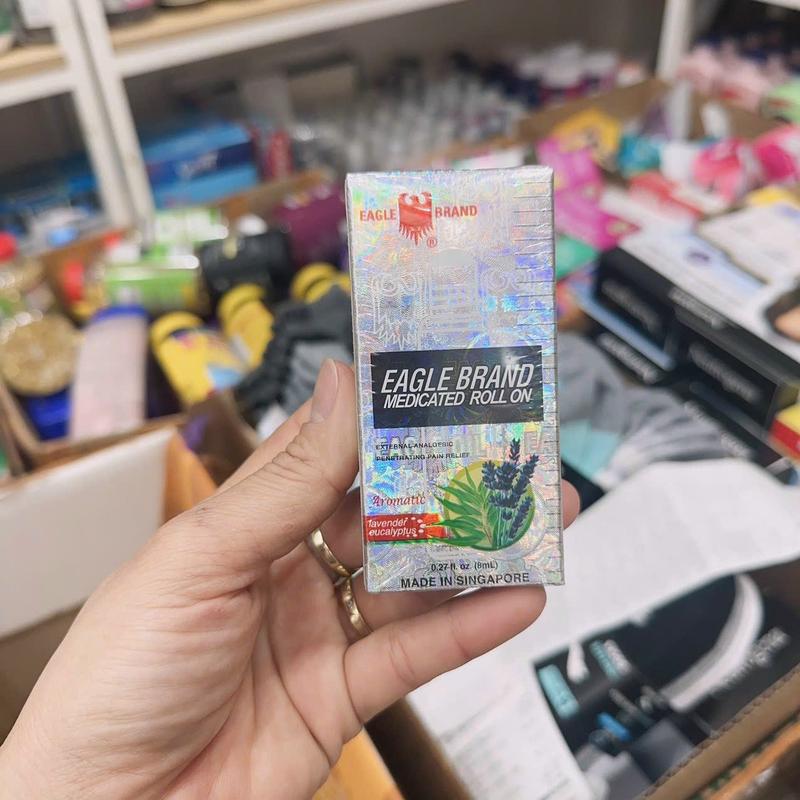 EAGLE BRAND
®
EAGLE BRAND
MEDICATED ROLL ON
EXTERNAL ANALGESIC
PENETRATING PAIN RELIEF
Aromatic
lavender
eucalyptus
0.27 fl. oz. (8mL)
MADE IN SINGAPORE